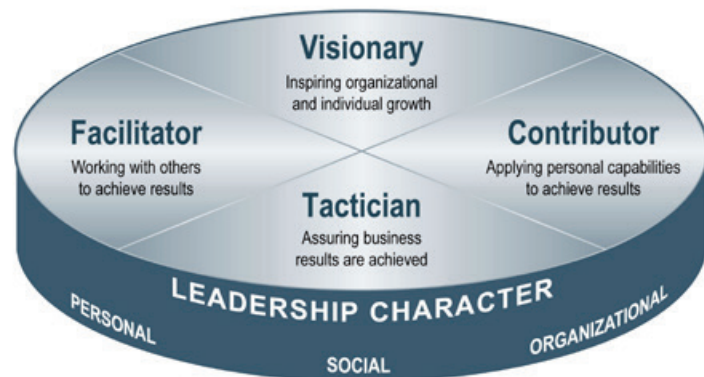 Visionary
Inspiring organizational
and individual growth
Facilitator
Working with others
to achieve results
Contributor
Applying personal capabilities
to achieve results
Tactician
Assuring business
results are achieved
LEADERSHIP CHARACTER
PERSONAL
SOCIAL
ORGANIZATIONAL